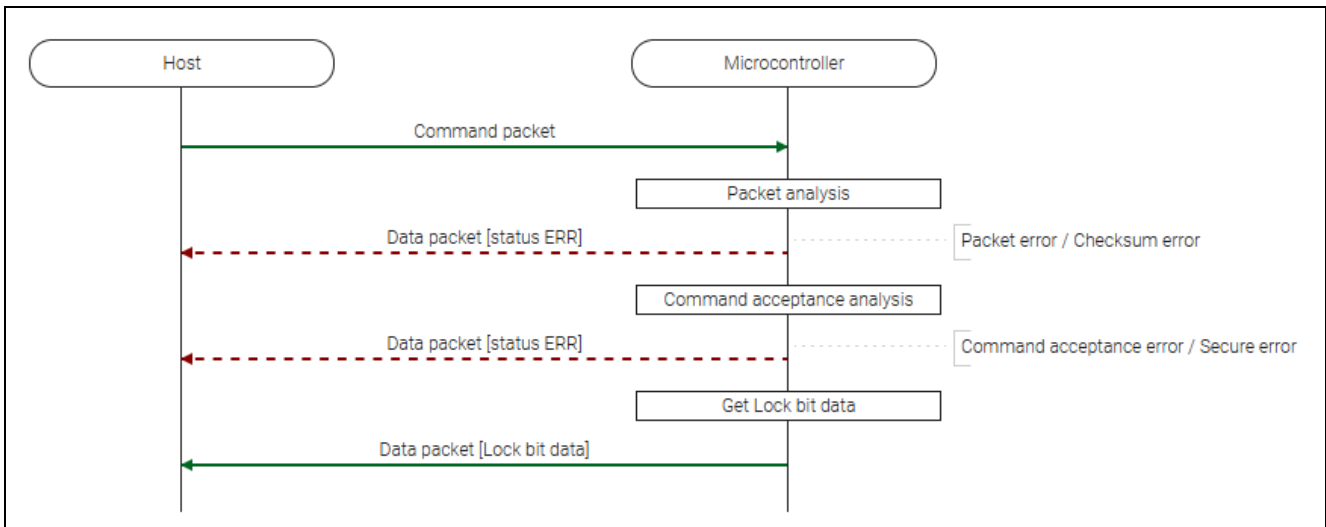 Host
Microcontroller
Command packet
Packet analysis
Data packet [status ERR]
Packet error / Checksum error
Command acceptance analysis
Data packet [status ERR]
Command acceptance error / Secure error
Get Lock bit data
Data packet [Lock bit data]